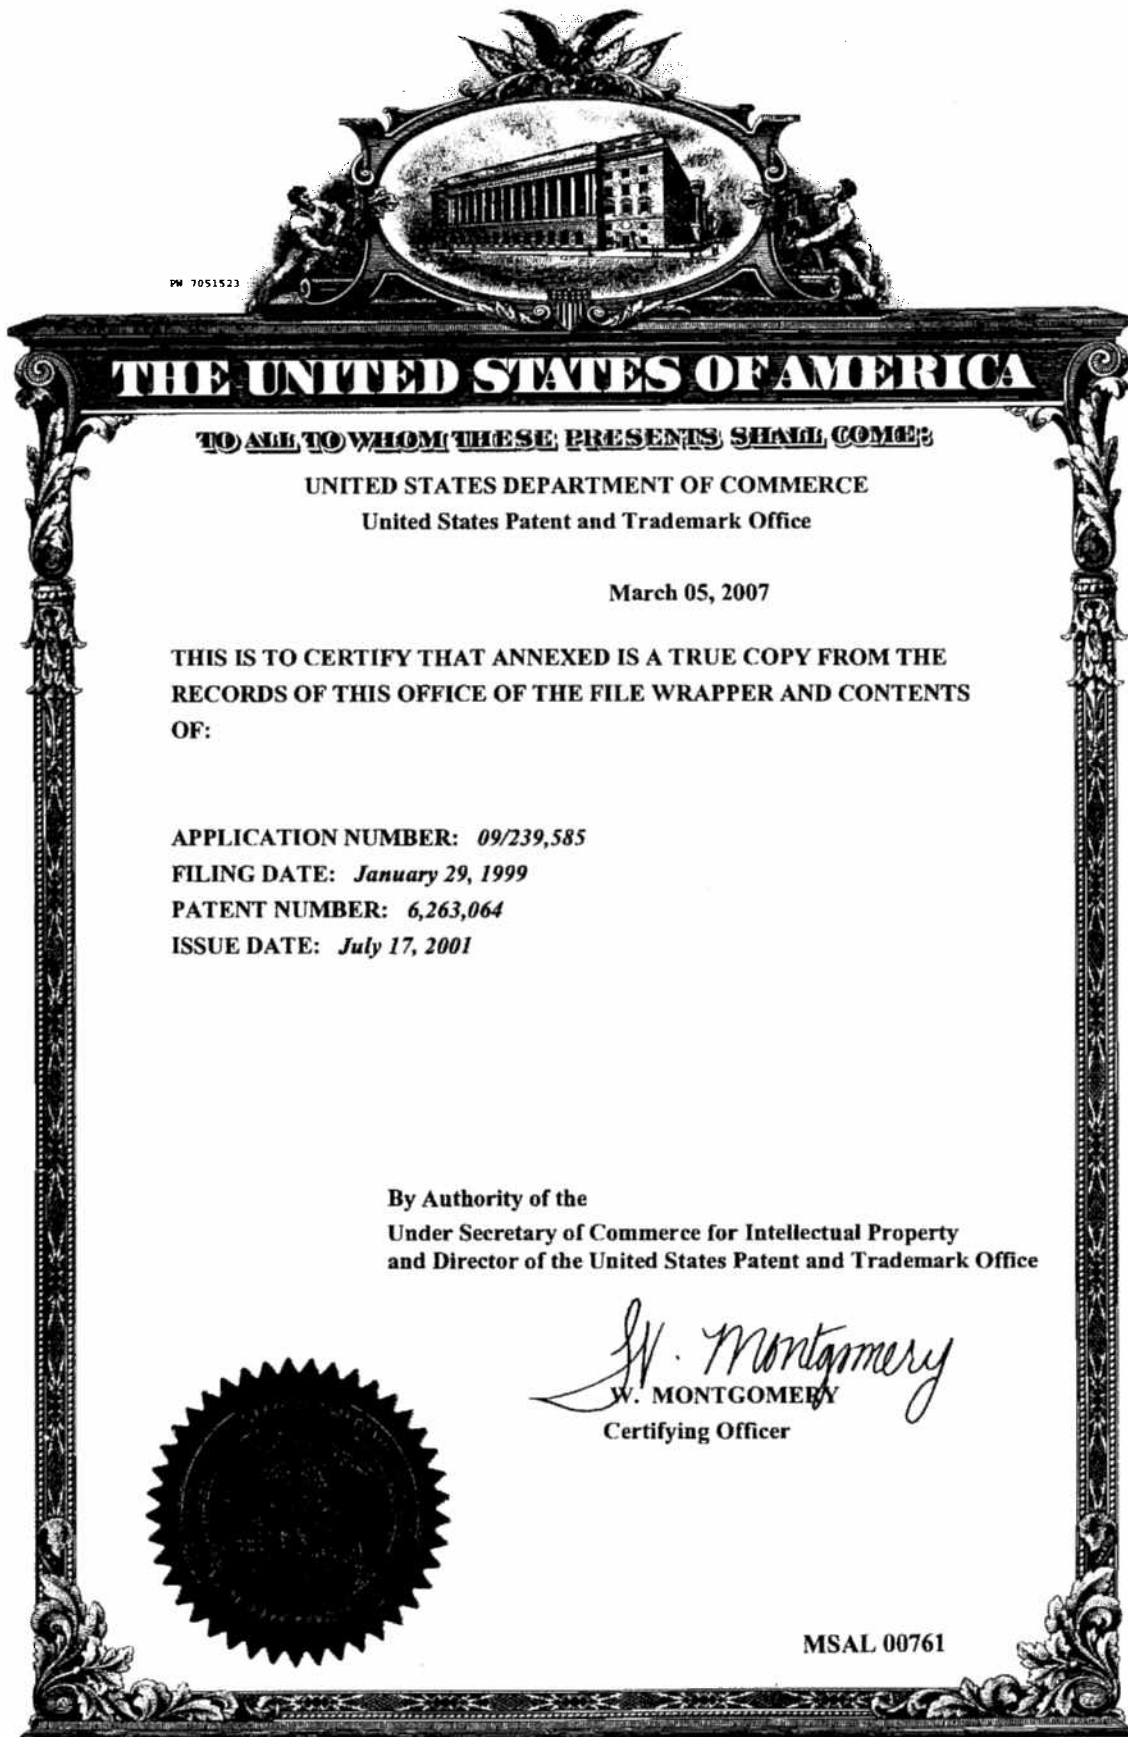 PW 7051523
THE UNITED STATES OF AMERICA
TO ALL TO WHOM THESE PRESENTS SHALL COME:
UNITED STATES DEPARTMENT OF COMMERCE
United States Patent and Trademark Office
March 05, 2007
THIS IS TO CERTIFY THAT ANNEXED IS A TRUE COPY FROM THE
RECORDS OF THIS OFFICE OF THE FILE WRAPPER AND CONTENTS
OF:
APPLICATION NUMBER: 09/239,585
FILING DATE: January 29, 1999
PATENT NUMBER: 6,263,064
ISSUE DATE: July 17, 2001
By Authority of the
Under Secretary of Commerce for Intellectual Property
and Director of the United States Patent and Trademark Office
W. Montgomery
W. MONTGOMERY
Certifying Officer
MSAL 00761